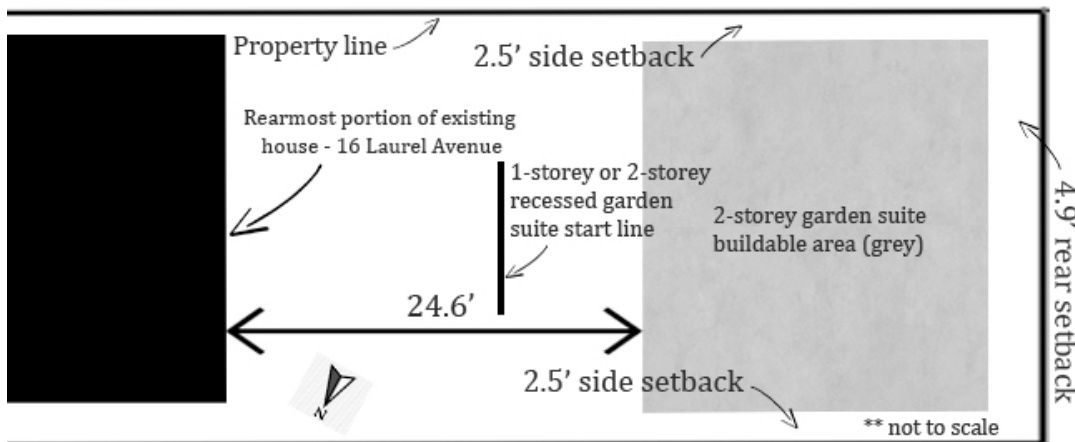 Property line
2.5' side setback
Rearmost portion of existing
house - 16 Laurel Avenue
1-storey or 2-storey
recessed garden
suite start line
2-storey garden suite
buildable area (grey)
4.9' rear setback
24.6'
N
2.5' side setback
** not to scale